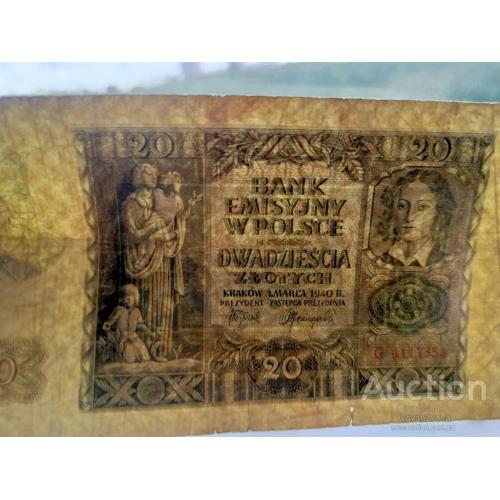 20
20
BANK
EMISYJNY
W POLSCE
DWADZIEŚCIA
ZŁOTYCH
KRAKÓW 1. MARCA 1940 R.
PREZYDENT ZASTĘPCA PREZYDENTA
20
Auction